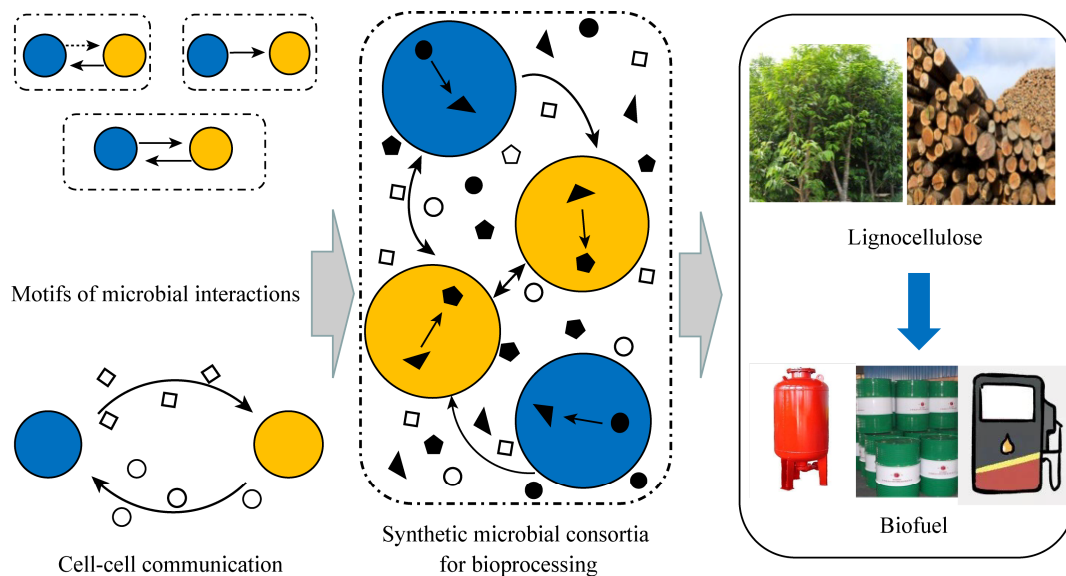 Motifs of microbial interactions
Cell-cell communication
Synthetic microbial consortia
for bioprocessing
Lignocellulose
Biofuel